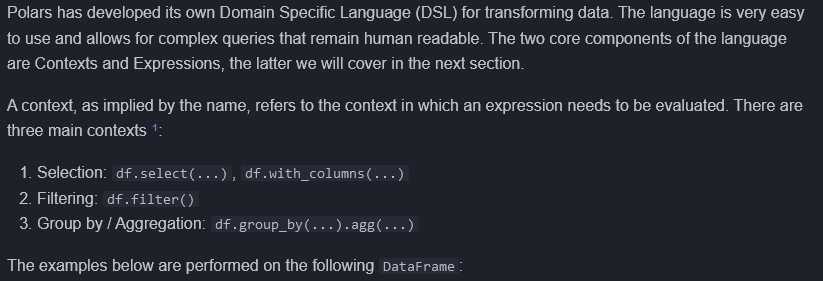 Polars has developed its own Domain Specific Language (DSL) for transforming data. The language is very easy
to use and allows for complex queries that remain human readable. The two core components of the language
are Contexts and Expressions, the latter we will cover in the next section.
A context, as implied by the name, refers to the context in which an expression needs to be evaluated. There are
three main contexts 1:
1. Selection: df.select(...), df.with_columns(...)
2. Filtering: df.filter()
3. Group by / Aggregation: df.group_by(...).agg(...)
The examples below are performed on the following DataFrame: